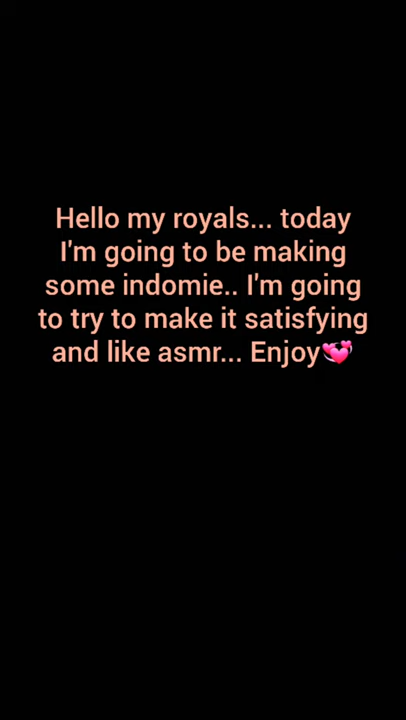 Hello my royals... today
I'm going to be making
some indomie.. I'm going
to try to make it satisfying
and like asmr... Enjoy💞